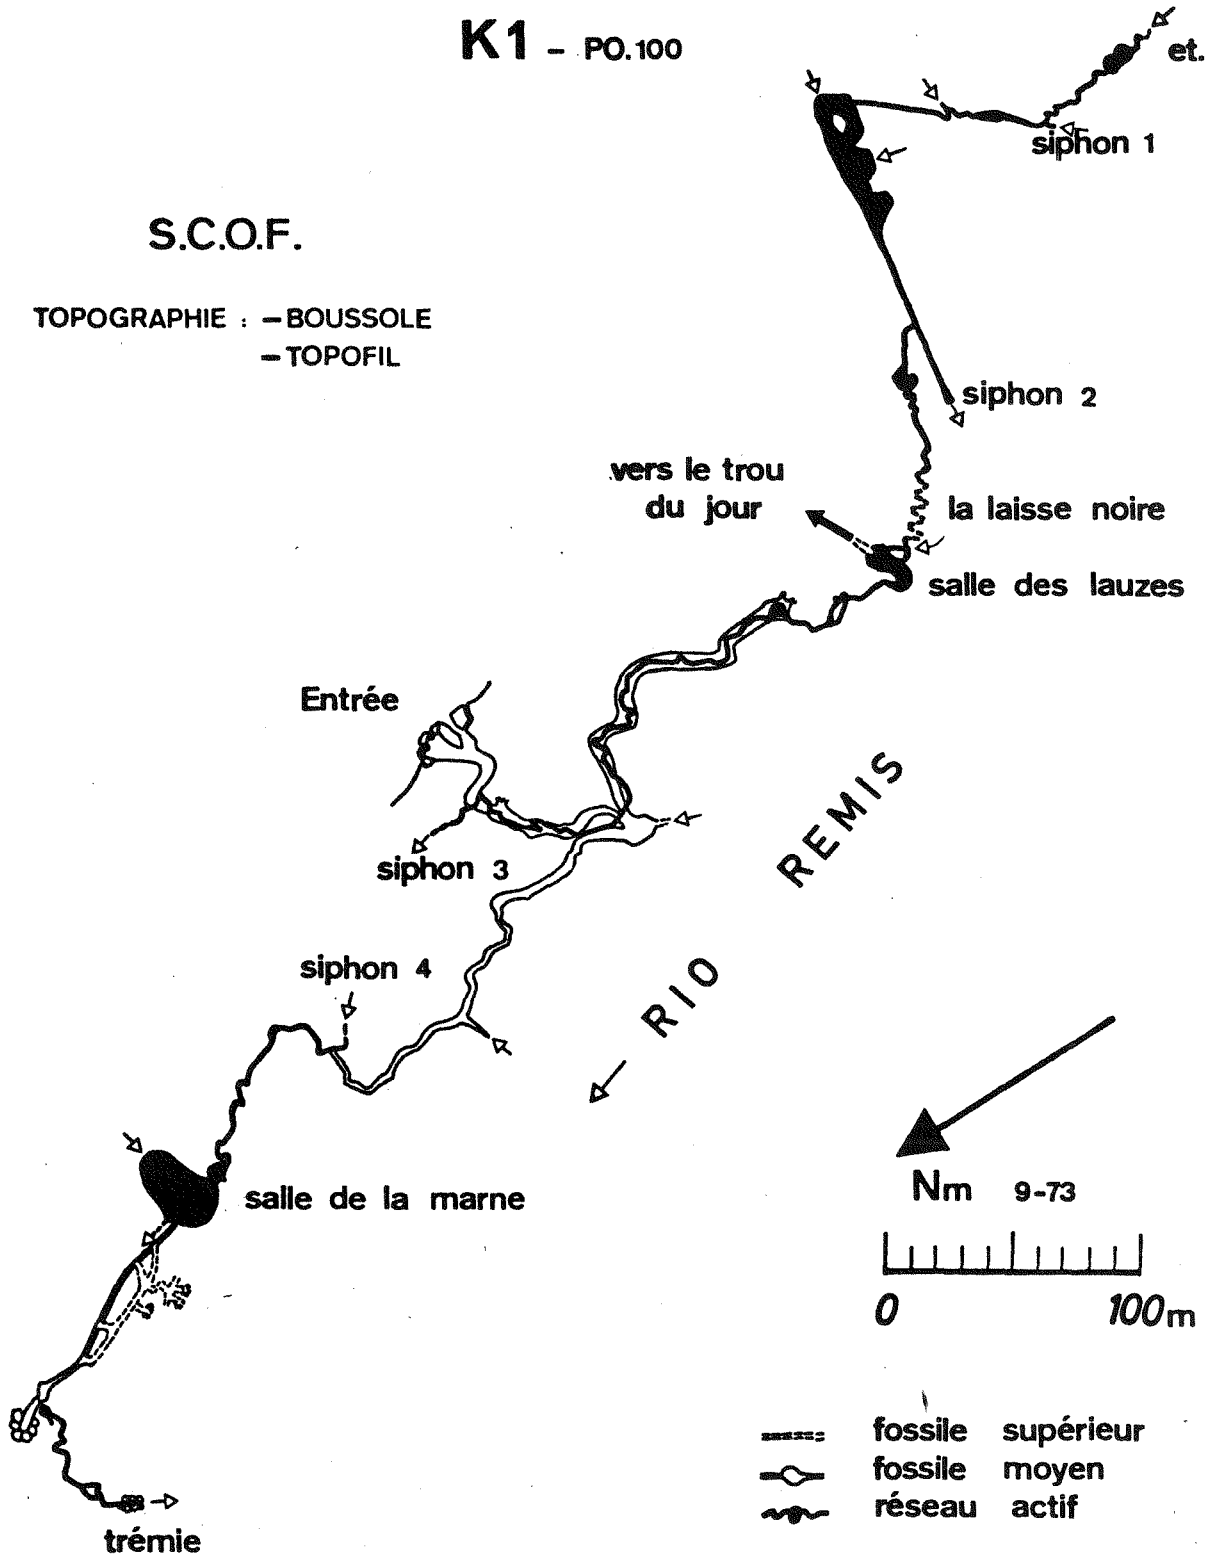 K1 - PO.100
et.
siphon 1
S.C.O.F.
TOPOGRAPHIE : - BOUSSOLE
- TOPOFIL
siphon 2
vers le trou
du jour
la laisse noire
salle des lauzes
Entrée
siphon 3
RIO REMIS
siphon 4
salle de la marne
Nm 9-73
0 100m
fossile supérieur
fossile moyen
réseau actif
trémie